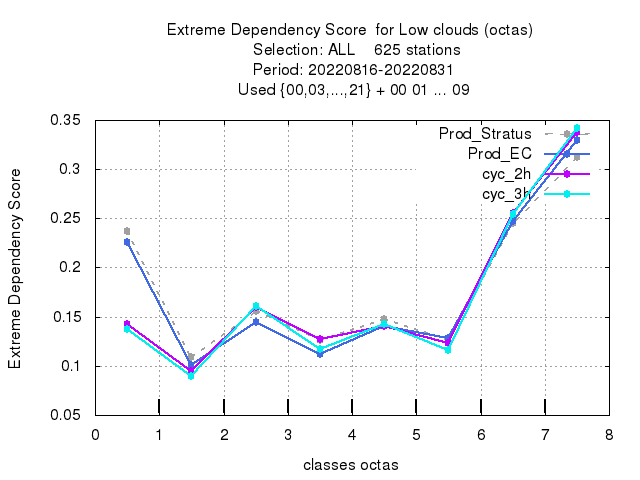 Extreme Dependency Score for Low clouds (octas)
Selection: ALL 625 stations
Period: 20220816-20220831
Used {00,03,...,21} + 00 01 ... 09
Extreme Dependency Score
0.35
0.3
0.25
0.2
0.15
0.1
0.05
Prod_Stratus
Prod_EC
cyc_2h
cyc_3h
0 1 2 3 4 5 6 7 8
classes octas